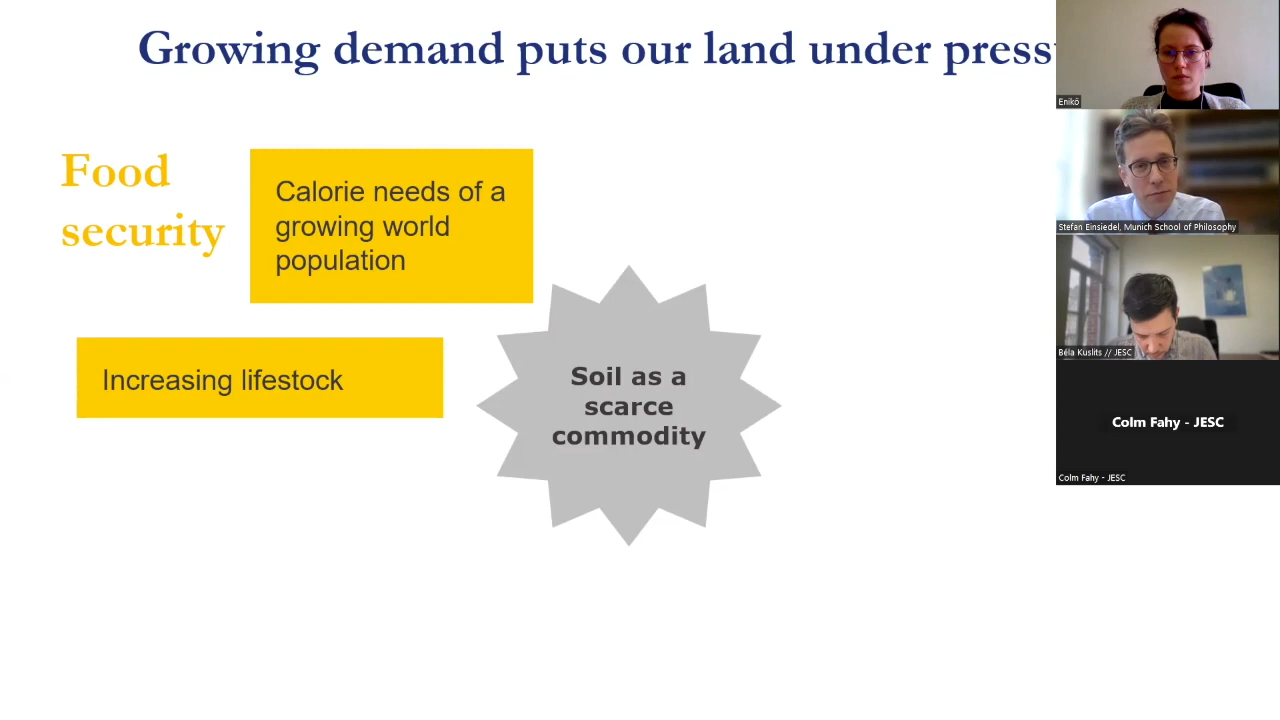 Growing demand puts our land under press
Food
security
Calorie needs of a
growing world
population
Increasing lifestock
Soil as a
scarce
commodity
Enikö
Stefan Einsiedel, Munich School of Philosophy
Béla Kuslits // JESC
Colm Fahy - JESC
Colm Fahy - JESC